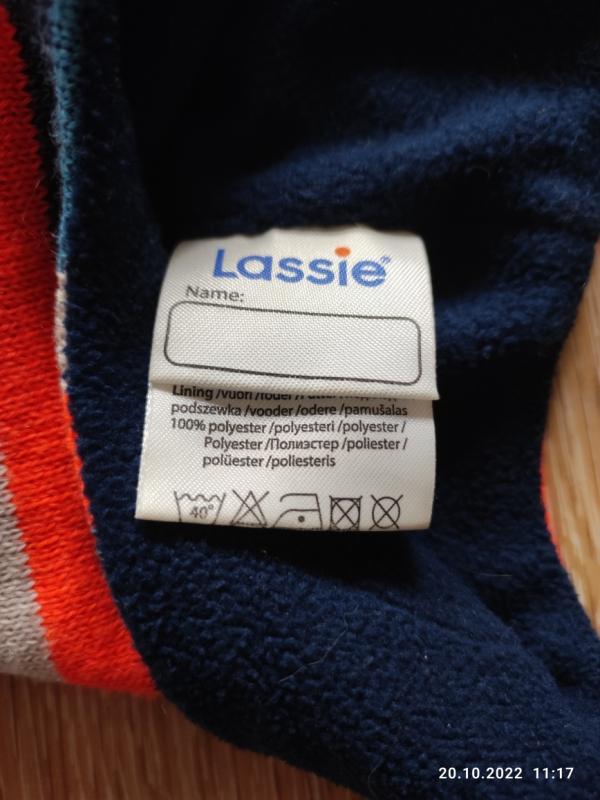 Lassie®
Name:
Lining /vuori /foder /
podszewka /vooder /odere /pamušalas
100% polyester /polyesteri /polyester /
Polyester /Полиэстер /poliester /
polüester /poliesteris
40°
20.10.2022 11:17